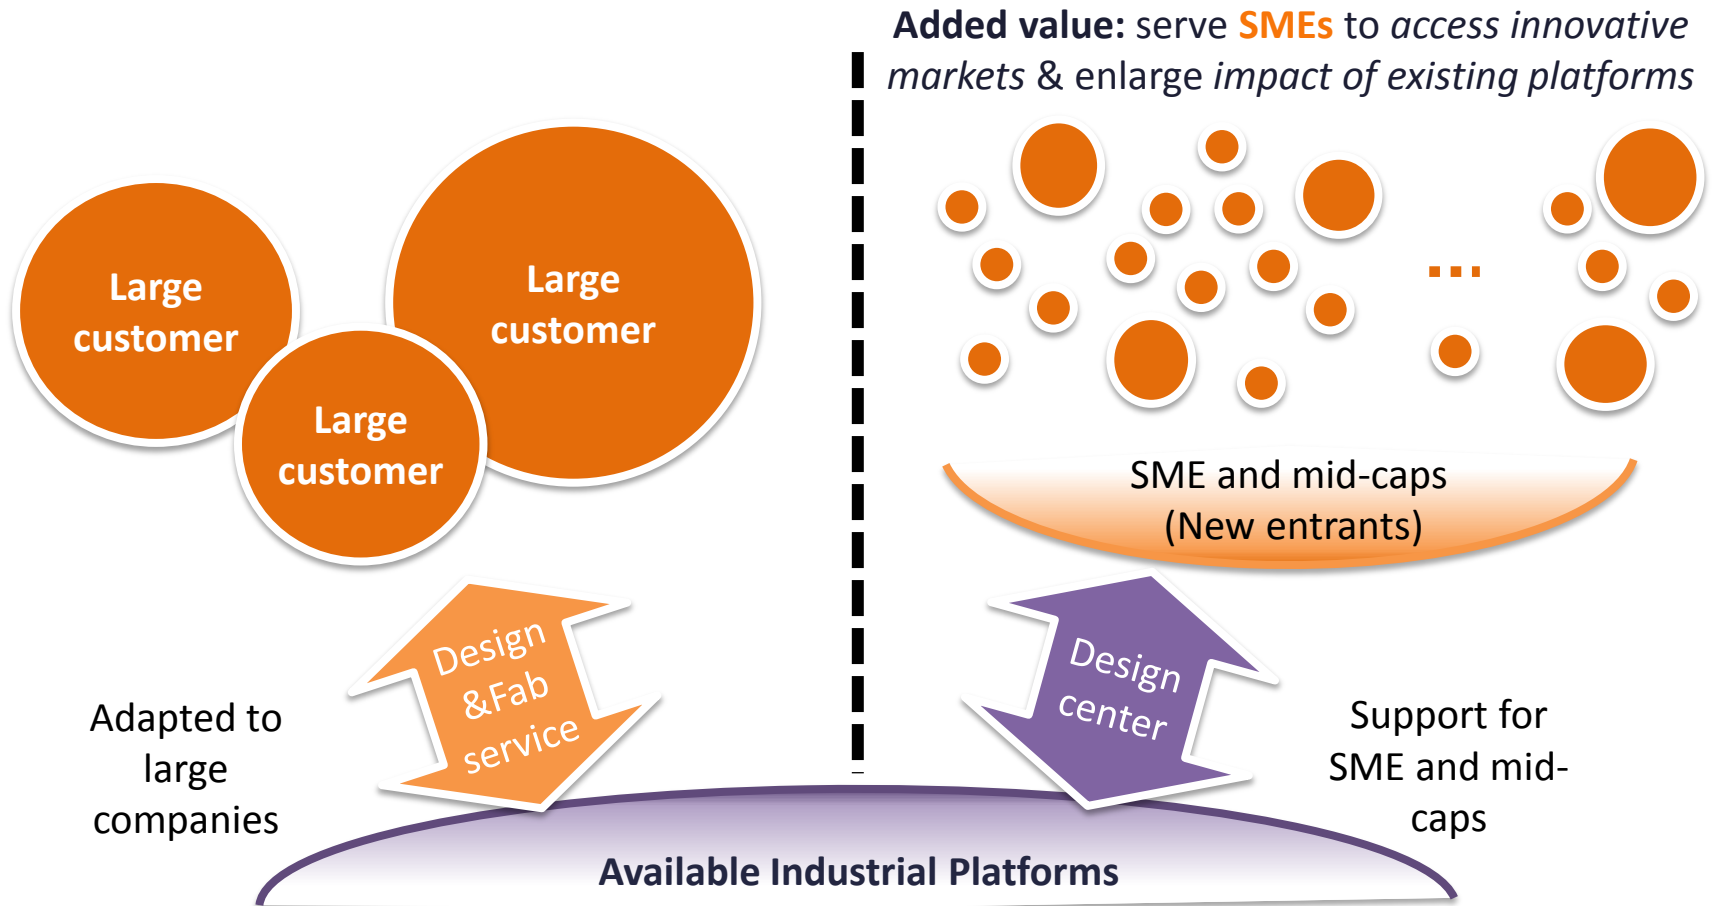 Added value: serve SMEs to access innovative
markets & enlarge impact of existing platforms
Large
customer
Large
customer
Large
customer
...
SME and mid-caps
(New entrants)
Design
&Fab
service
Design
center
Adapted to
large
companies
Support for
SME and mid-
caps
Available Industrial Platforms